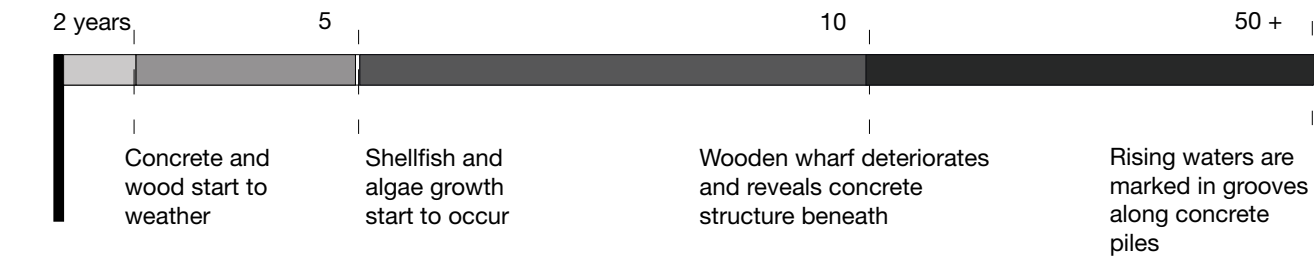 2 years
5
10
50 +
Concrete and
wood start to
weather
Shellfish and
algae growth
start to occur
Wooden wharf deteriorates
and reveals concrete
structure beneath
Rising waters are
marked in grooves
along concrete
piles